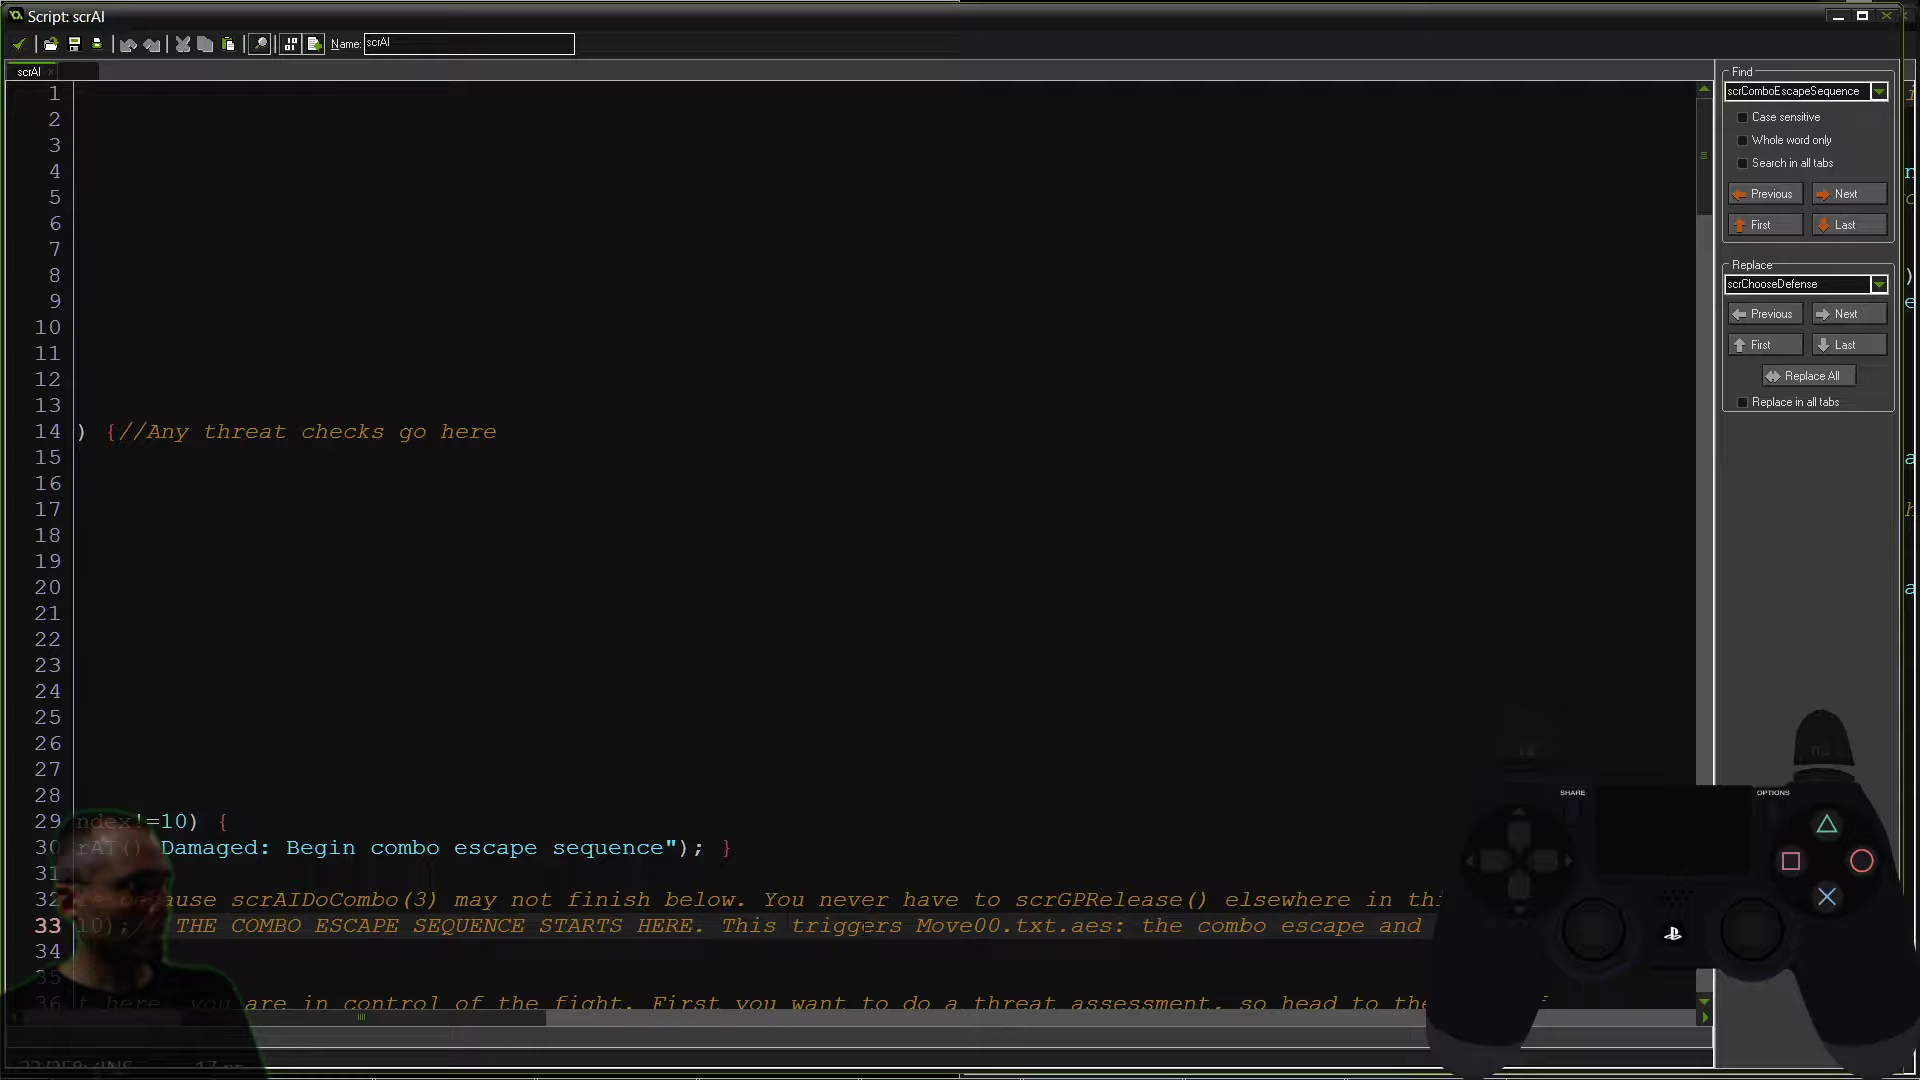 Script: scrAI
Name: scrAI
scrAI
1
2
3
4
5
6
7
8
9
10
11
12
13
14 ) {//Any threat checks go here
15
16
17
18
19
20
21
22
23
24
25
26
27
28
29 ndex!=10) {
30 rAI() Damaged: Begin combo escape sequence"); }
31
32 because scrAIDoCombo(3) may not finish below. You never have to scrGPRelease() elsewhere in thi
33 10);// THE COMBO ESCAPE SEQUENCE STARTS HERE. This triggers Move00.txt.aes: the combo escape and
34
35
36 t here, you are in control of the fight. First you want to do a threat assessment, so head to the
Find
scrComboEscapeSequence
Case sensitive
Whole word only
Search in all tabs
Previous Next
First Last
Replace
scrChooseDefense
Previous Next
First Last
Replace All
Replace in all tabs
SHARE
OPTIONS